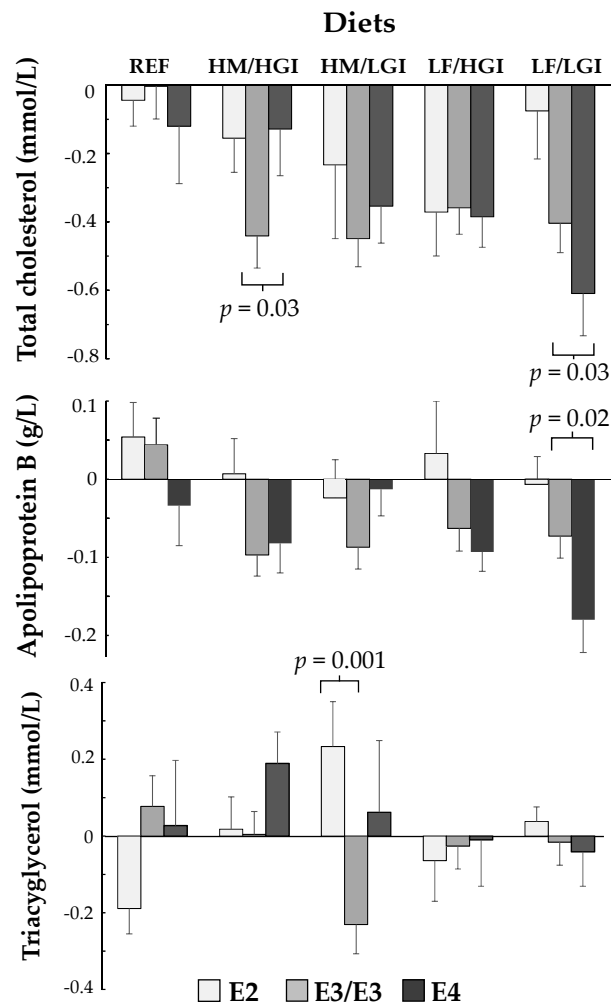 Diets
REF HM/HGI HM/LGI LF/HGI LF/LGI
Total cholesterol (mmol/L)
0
-0.2
-0.4
-0.6
-0.8
p = 0.03
p = 0.03
Apolipoprotein B (g/L)
0.1
0
-0.1
-0.2
p = 0.02
p = 0.001
Triacyglycerol (mmol/L)
0.4
0.2
0
-0.2
-0.4
E2 E3/E3 E4